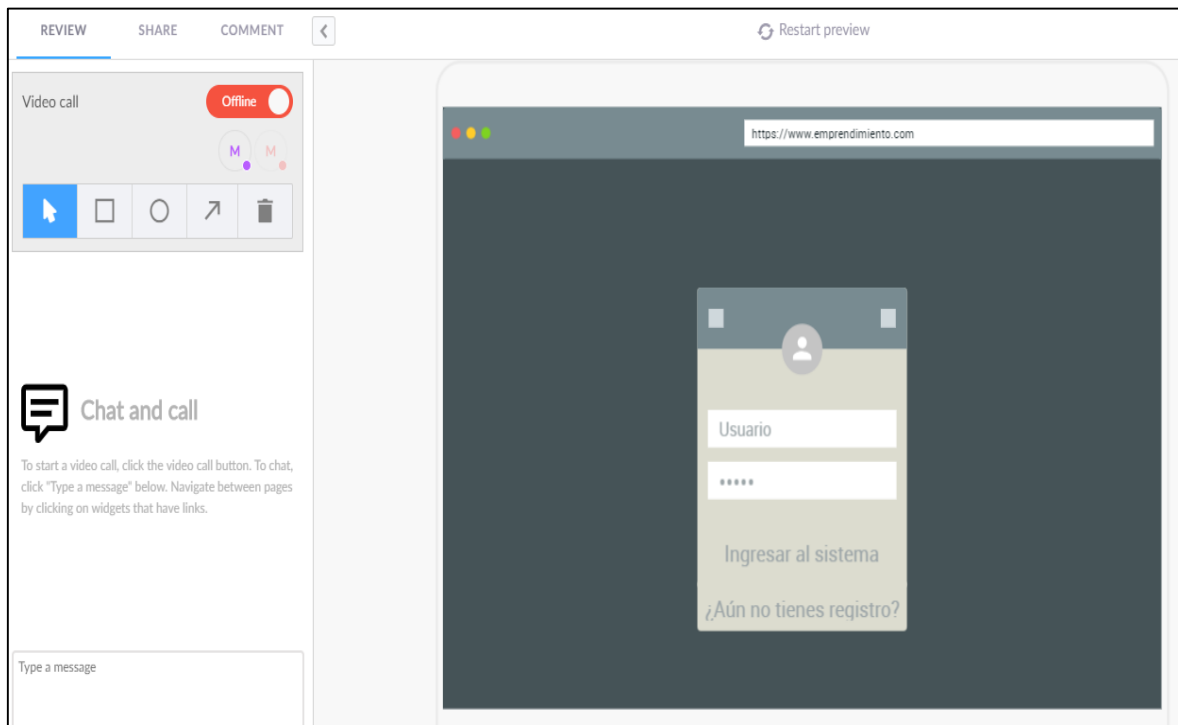 REVIEW SHARE COMMENT
Restart preview
Video call
Offline
M M
https://www.emprendimiento.com
Usuario
Chat and call
To start a video call, click the video call button. To chat,
click “Type a message” below. Navigate between pages
by clicking on widgets that have links.
Ingresar al sistema
¿Aún no tienes registro?
Type a message